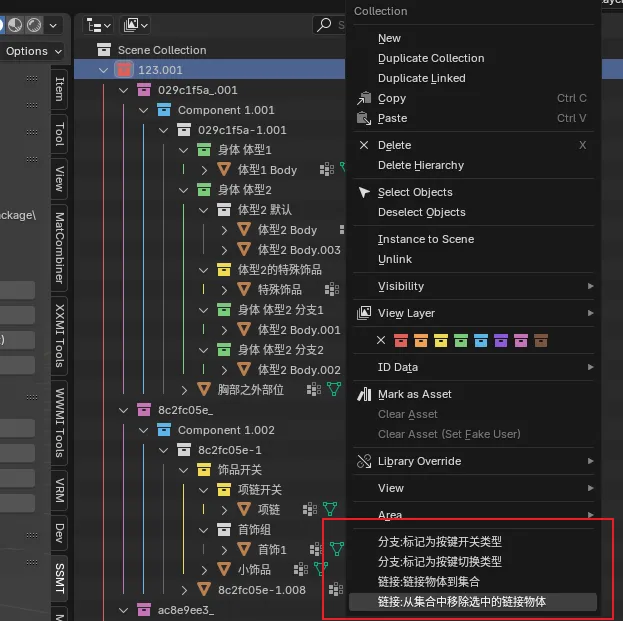 Options
Item
Tool
View
MatCombiner
XXMI Tools
WWMI Tools
VRM
Dev
SSMT
ackage\
Scene Collection
123.001
029c1f5a_.001
Component 1.001
029c1f5a-1.001
身体 体型1
体型1 Body
身体 体型2
体型2 默认
体型2 Body
体型2 Body.003
体型2的特殊饰品
特殊饰品
身体 体型2 分支1
体型2 Body.001
身体 体型2 分支2
体型2 Body.002
胸部之外部位
8c2fc05e_
Component 1.002
8c2fc05e-1
饰品开关
项链开关
项链
首饰组
首饰1
小饰品
8c2fc05e-1.008
ac8e9ee3_
Collection
New
Duplicate Collection
Duplicate Linked
Copy Ctrl C
Paste Ctrl V
Delete X
Delete Hierarchy
Select Objects
Deselect Objects
Instance to Scene
Unlink
Visibility
View Layer
ID Data
Mark as Asset
Clear Asset
Clear Asset (Set Fake User)
Library Override
View
Area
分支:标记为按键开关类型
分支:标记为按键切换类型
链接:链接物体到集合
链接:从集合中移除选中的链接物体